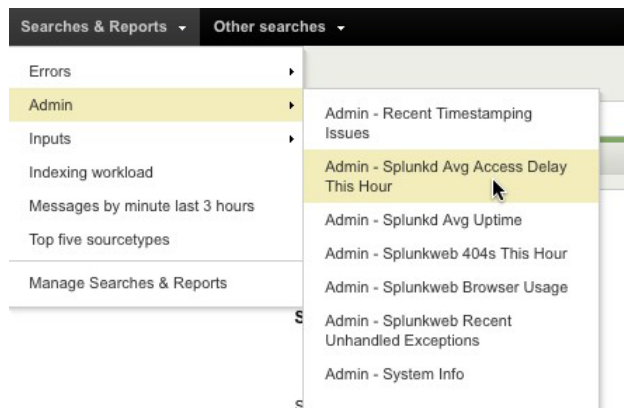 Searches & Reports
Other searches
Errors
Admin
Inputs
Indexing workload
Messages by minute last 3 hours
Top five sourcetypes
Manage Searches & Reports
Admin - Recent Timestamping
Issues
Admin - Splunkd Avg Access Delay
This Hour
Admin - Splunkd Avg Uptime
Admin - Splunkweb 404s This Hour
Admin - Splunkweb Browser Usage
Admin - Splunkweb Recent
Unhandled Exceptions
Admin - System Info